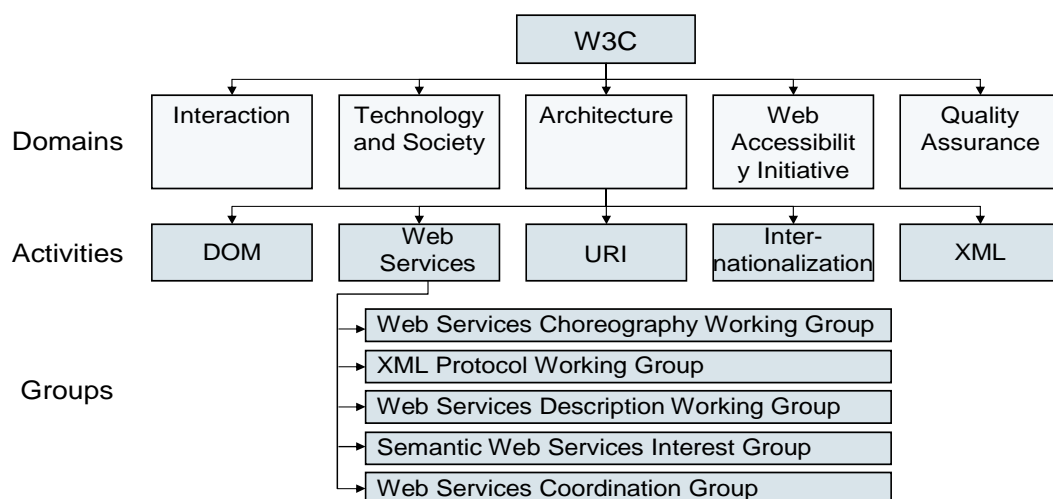 W3C
Domains
Interaction
Technology
and Society
Architecture
Web
Accessibilit
y Initiative
Quality
Assurance
Activities
DOM
Web
Services
URI
Inter-
nationalization
XML
Groups
Web Services Choreography Working Group
XML Protocol Working Group
Web Services Description Working Group
Semantic Web Services Interest Group
Web Services Coordination Group